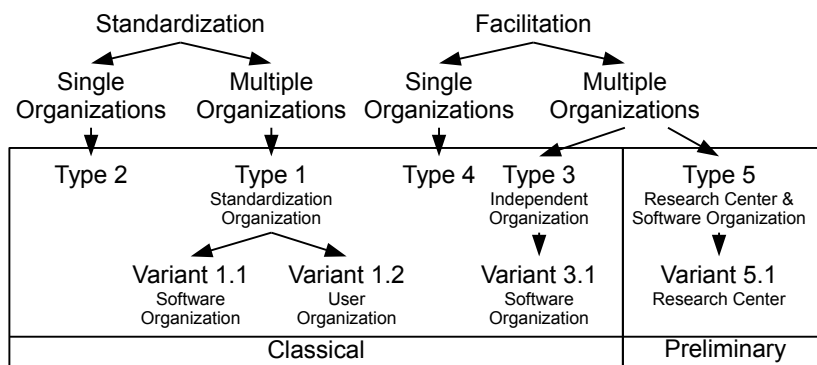 Standardization
Facilitation
Single
Organizations
Multiple
Organizations
Single
Organizations
Multiple
Organizations
Type 2
Type 1
Standardization
Organization
Type 4
Type 3
Independent
Organization
Type 5
Research Center &
Software Organization
Variant 1.1
Software
Organization
Variant 1.2
User
Organization
Variant 3.1
Software
Organization
Variant 5.1
Research Center
Classical
Preliminary